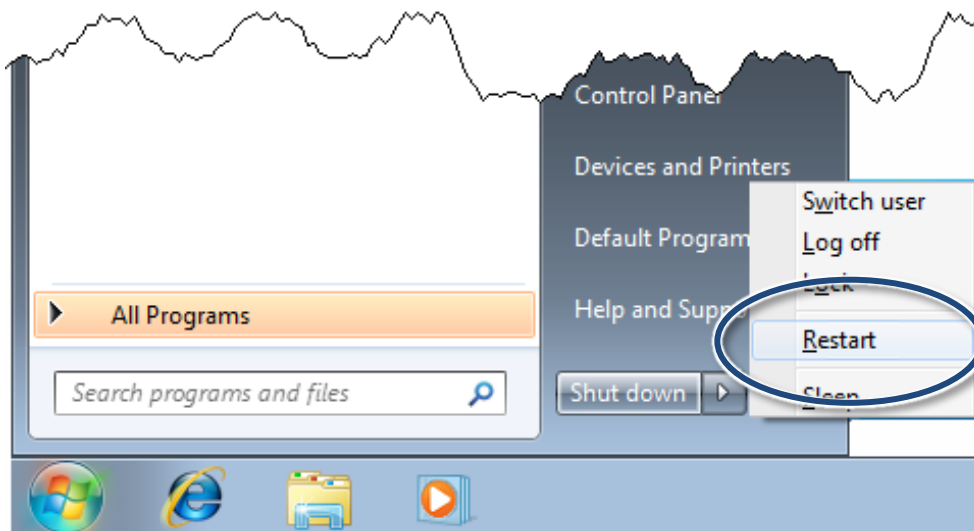 Control Panel
Devices and Printers
Switch user
Default Program
Log off
Lock
Help and Suppo
All Programs
Restart
Search programs and files
Shut down
Sleep